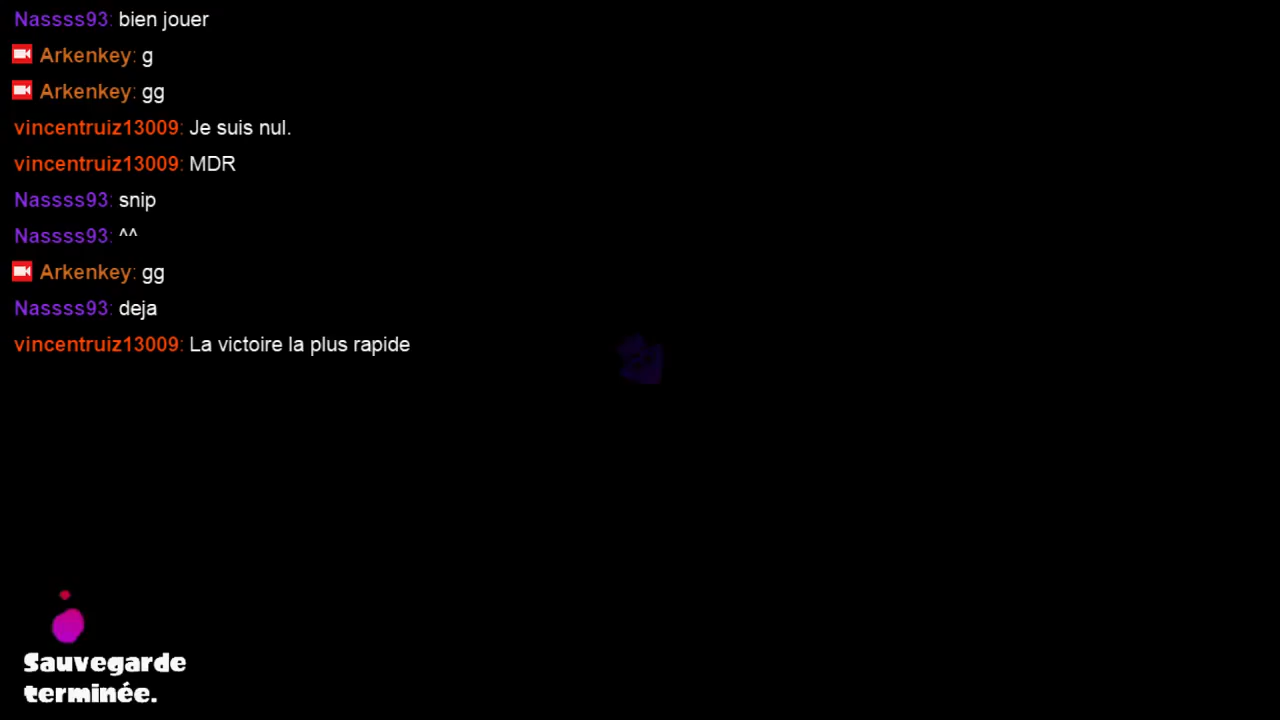 Nassss93: bien jouer
Arkenkey: g
Arkenkey: gg
vincentruiz13009: Je suis nul.
vincentruiz13009: MDR
Nassss93: snip
Nassss93: ^^
Arkenkey: gg
Nassss93: deja
vincentruiz13009: La victoire la plus rapide
Sauvegarde
terminée.